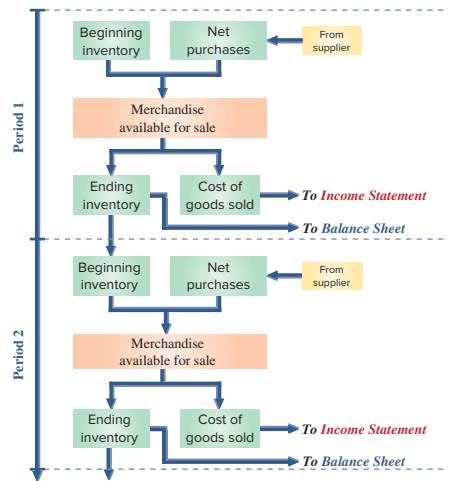 Period 1
Beginning
inventory
Net
purchases
From
supplier
Merchandise
available for sale
Ending
inventory
Cost of
goods sold
To Income Statement
To Balance Sheet
Period 2
Beginning
inventory
Net
purchases
From
supplier
Merchandise
available for sale
Ending
inventory
Cost of
goods sold
To Income Statement
To Balance Sheet